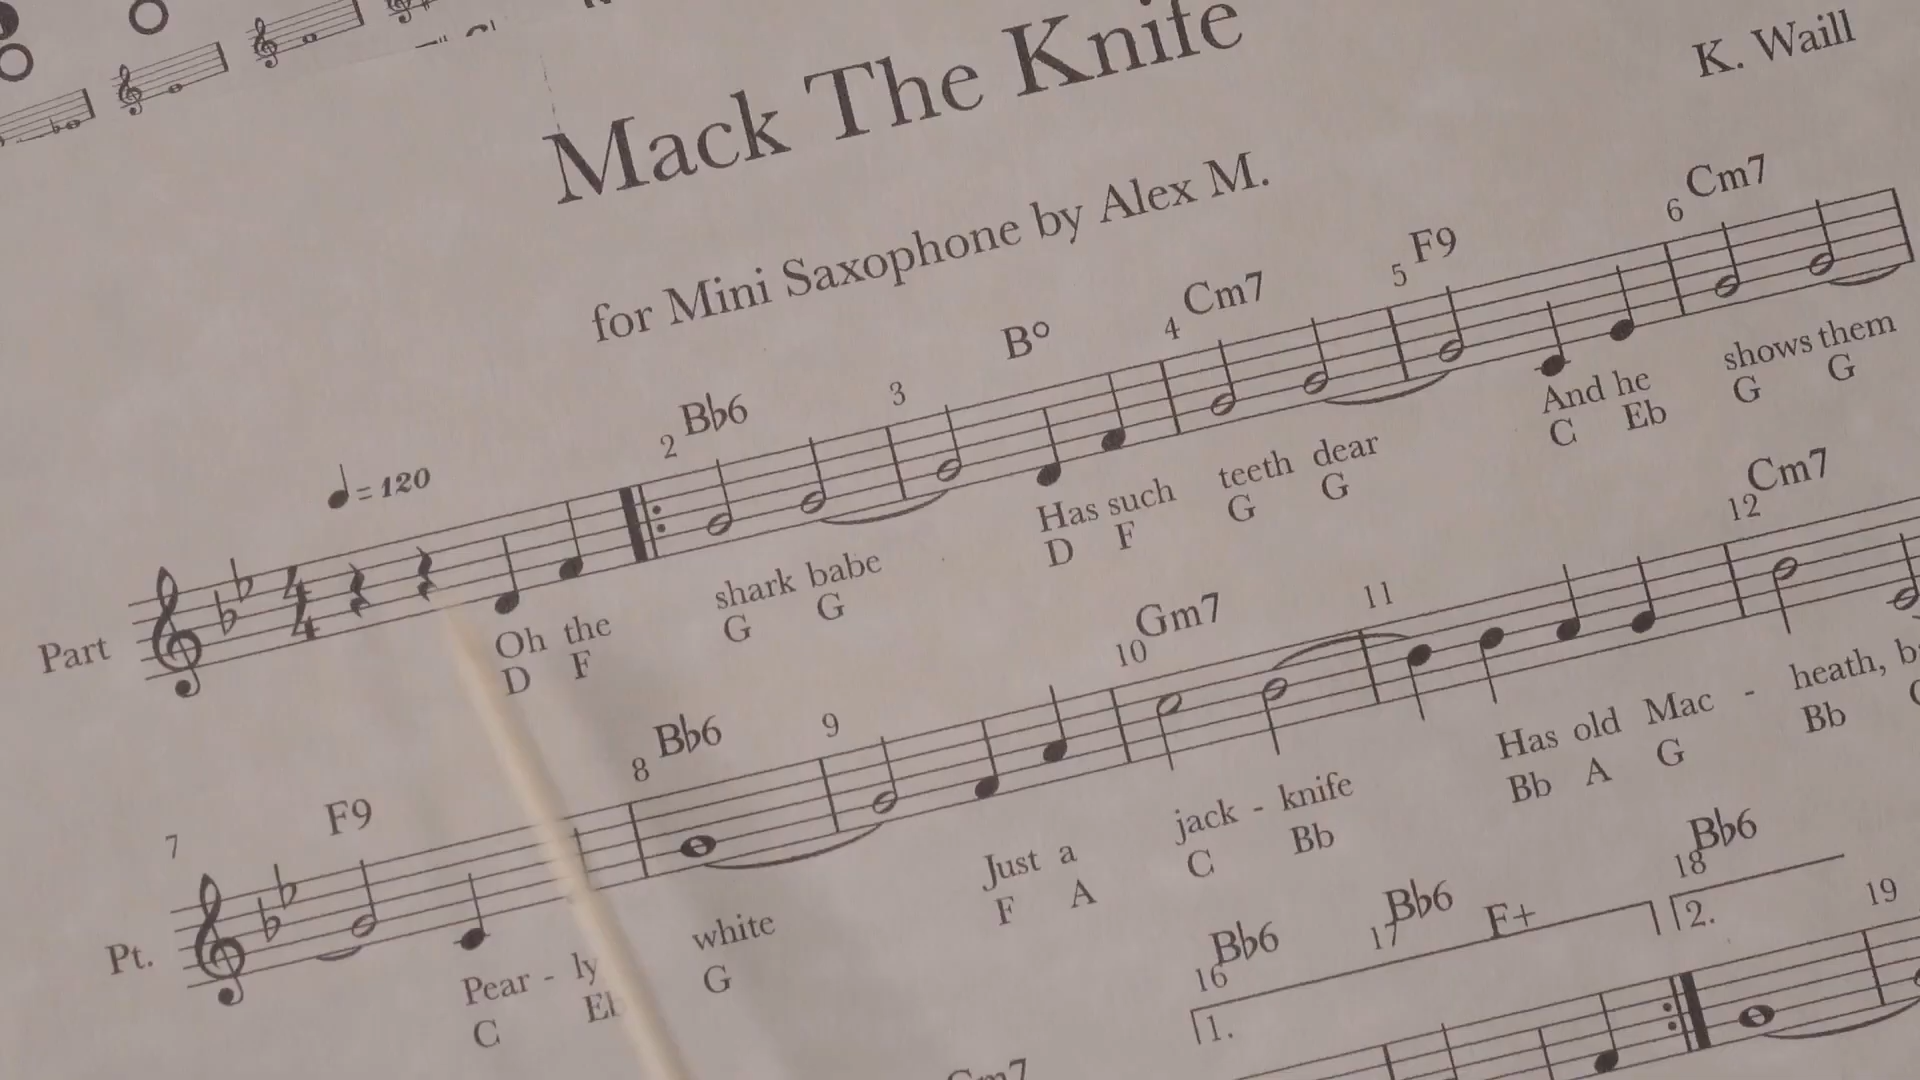 Mack The Knife
K. Waill
for Mini Saxophone by Alex M.
= 120
2 Bb6 3 B° 4 Cm7 5 F9 6 Cm7
Part
Oh the shark babe Has such teeth dear And he shows them
D F G G D F G G C Eb G G
7 F9 8 Bb6 9 10 Gm7 11 12 Cm7
Pt.
Pear - ly white Just a jack - knife Has old Mac - heath,
C G F A C Bb Bb A G Bb
16 Bb6 17 Bb6 F+ 18 Bb6 19
1. 2.
Cm7